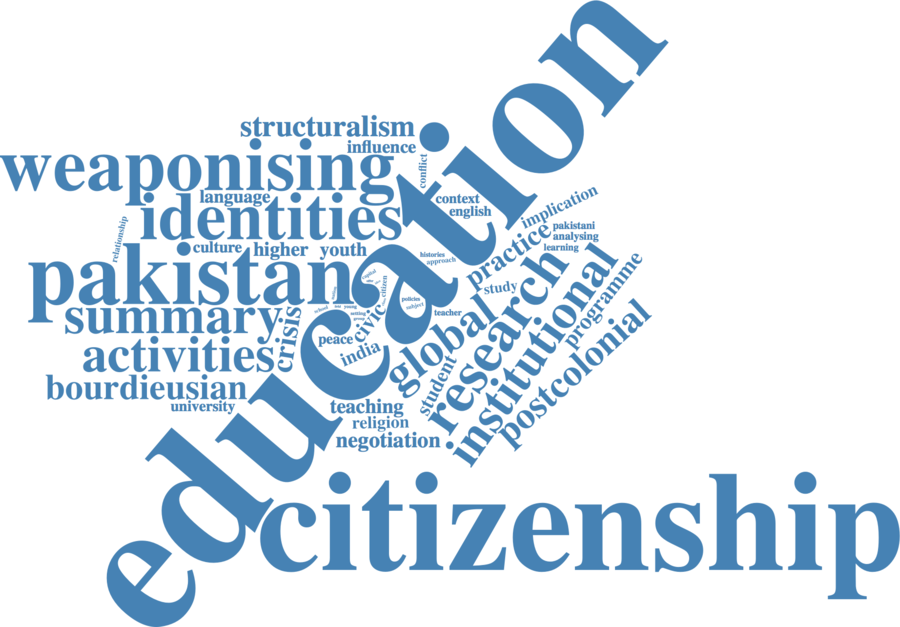 education
citizenship
structuralism
influence
weaponising
conflict
language
context
english
identities
implication
relationship
culture
higher
youth
practice
pakistani
analysing
learning
histories
approach
pakistan
capital
citizen
study
research
institutional
programme
postcolonial
global
policies
subject
teacher
school
young
setting
group
civic
summary
crisis
peace
india
activities
student
bourdieusian
university
teaching
religion
negotiation